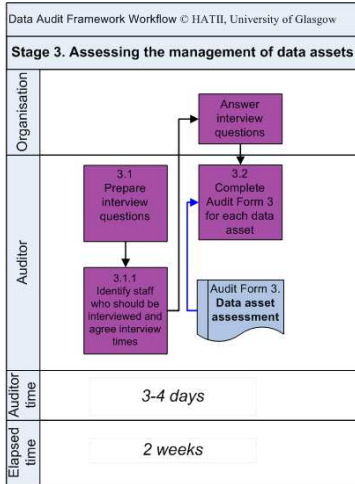 Data Audit Framework Workflow © HATII, University of Glasgow
Stage 3. Assessing the management of data assets
Organisation
Answer
interview
questions
Auditor
3.1
Prepare
interview
questions
3.2
Complete
Audit Form 3
for each data
asset
3.1.1
Identify staff
who should be
interviewed and
agree interview
times
Audit Form 3.
Data asset
assessment
Auditor
time
3-4 days
Elapsed
time
2 weeks